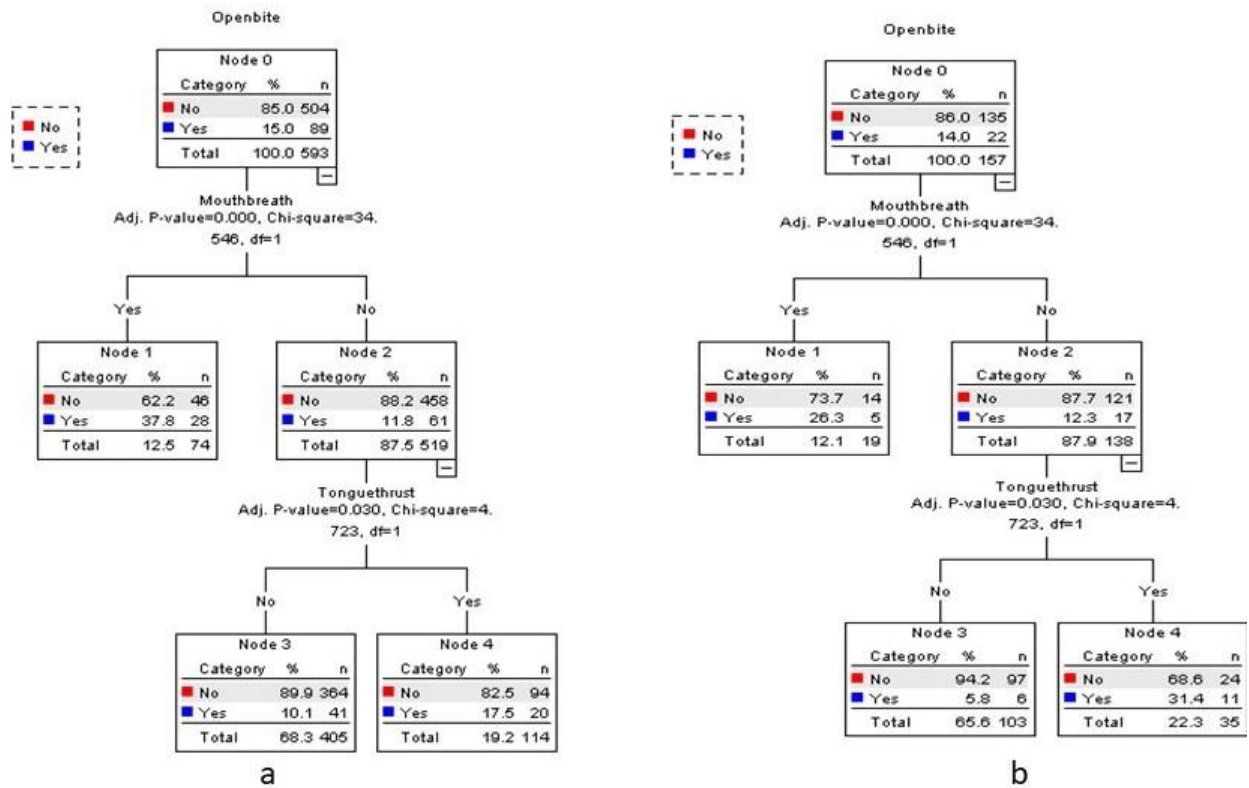 Openbite
No
Yes
Node 0
Category % n
No 85.0 504
Yes 15.0 89
Total 100.0 593
Mouthbreath
Adj. P-value=0.000, Chi-square=34.
546, df=1
Yes
No
Node 1
Category % n
No 62.2 46
Yes 37.8 28
Total 12.5 74
Node 2
Category % n
No 88.2 458
Yes 11.8 61
Total 87.5 519
Tonguethrust
Adj. P-value=0.030, Chi-square=4.
723, df=1
No
Yes
Node 3
Category % n
No 89.9 364
Yes 10.1 41
Total 68.3 405
Node 4
Category % n
No 82.5 94
Yes 17.5 20
Total 19.2 114
a
Openbite
No
Yes
Node 0
Category % n
No 86.0 135
Yes 14.0 22
Total 100.0 157
Mouthbreath
Adj. P-value=0.000, Chi-square=34.
546, df=1
Yes
No
Node 1
Category % n
No 73.7 14
Yes 26.3 5
Total 12.1 19
Node 2
Category % n
No 87.7 121
Yes 12.3 17
Total 87.9 138
Tonguethrust
Adj. P-value=0.030, Chi-square=4.
723, df=1
No
Yes
Node 3
Category % n
No 94.2 97
Yes 5.8 6
Total 65.6 103
Node 4
Category % n
No 68.6 24
Yes 31.4 11
Total 22.3 35
b